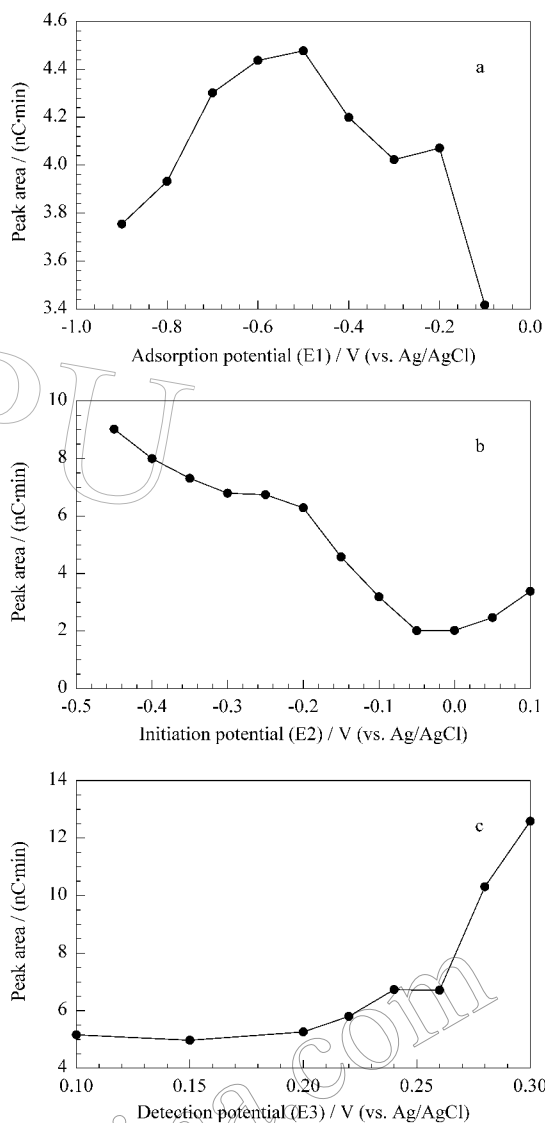 4.6
4.4
4.2
4.0
3.8
3.6
3.4
Peak area / (nC·min)
a
-1.0 -0.8 -0.6 -0.4 -0.2 0.0
Adsorption potential (E1) / V (vs. Ag/AgCl)
PU
10
8
6
4
2
0
Peak area / (nC·min)
b
-0.5 -0.4 -0.3 -0.2 -0.1 0.0 0.1
Initiation potential (E2) / V (vs. Ag/AgCl)
14
12
10
8
6
4
Peak area / (nC·min)
c
0.10 0.15 0.20 0.25 0.30
Detection potential (E3) / V (vs. Ag/AgCl)
.com